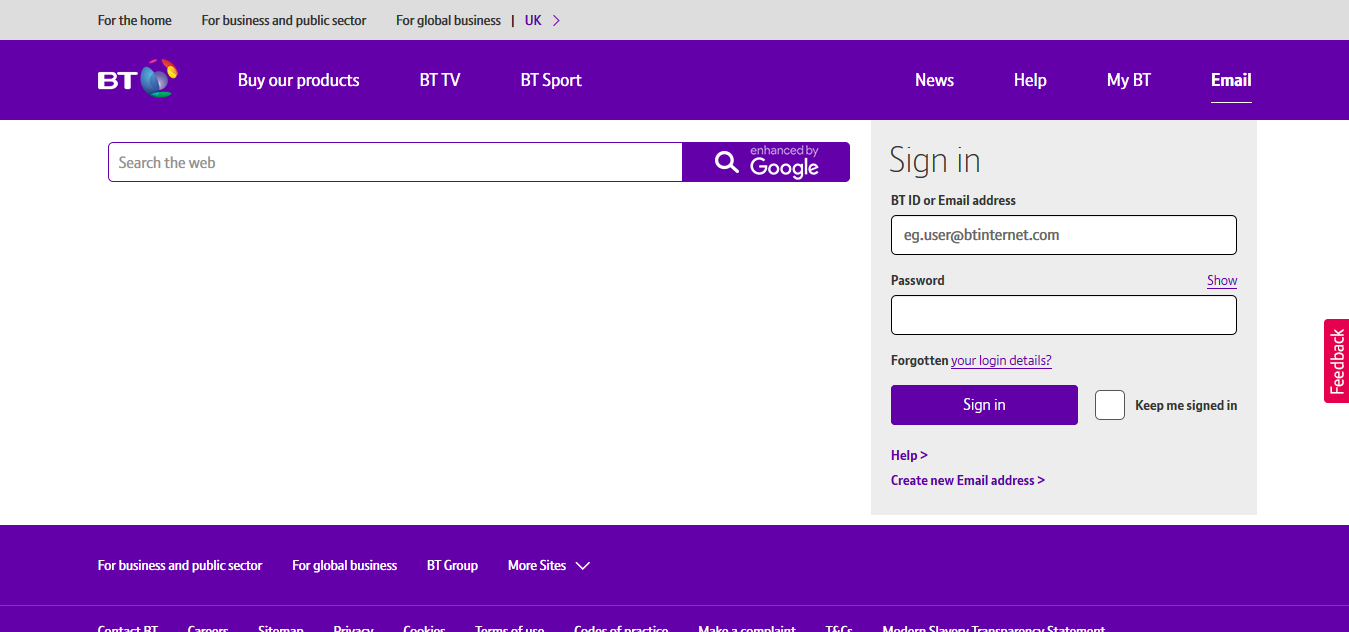 For the home For business and public sector For global business | UK
BT Buy our products BT TV BT Sport News Help My BT Email
Search the web enhanced by Google
Sign in
BT ID or Email address
eg.user@btinternet.com
Password Show
Forgotten your login details?
Sign in Keep me signed in
Help >
Create new Email address >
Feedback
For business and public sector For global business BT Group More Sites
Contact BT Careers Sitemap Privacy Cookies Terms of use Codes of practice Make a complaint T&Cs Modern Slavery Transparency Statement